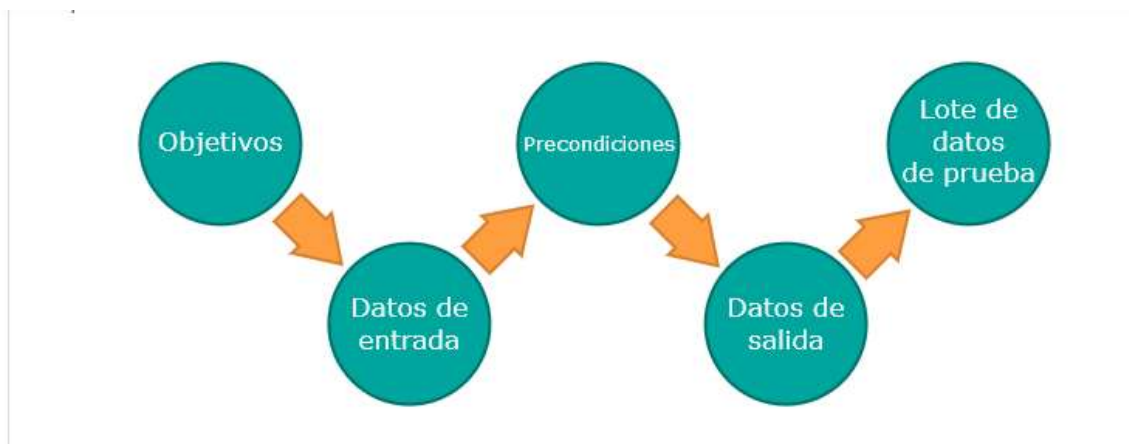 Objetivos
Datos de
entrada
Precondiciones
Datos de
salida
Lote de
datos
de prueba